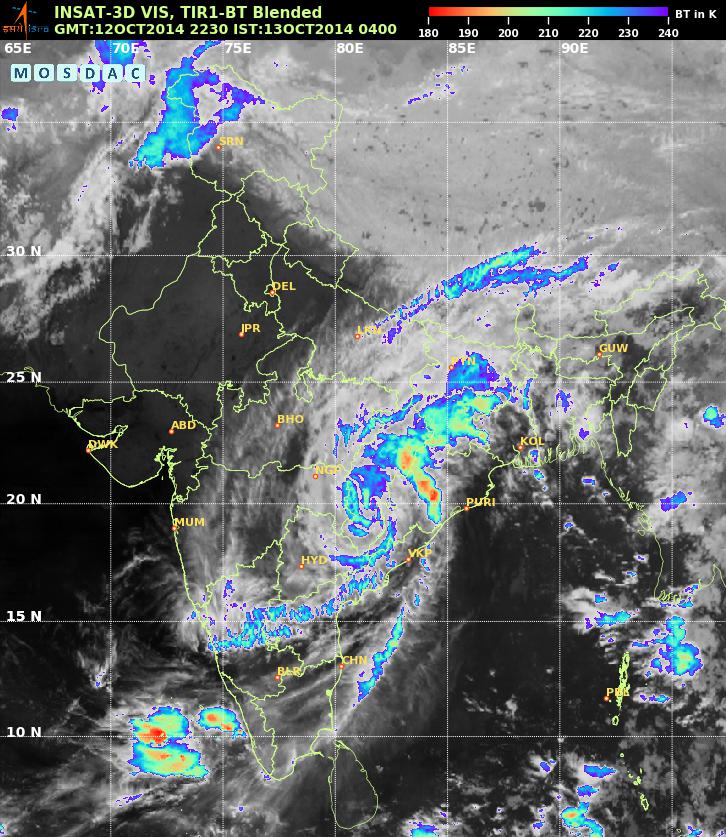 INSAT-3D VIS, TIR1-BT Blended
GMT:12OCT2014 2230 IST:13OCT2014 0400
BT in K
180 190 200 210 220 230 240
65E 70E 75E 80E 85E 90E
MOSDAC
SRN
30 N
DEL
JPR
LKN
GUW
PTN
25 N
ABD
BHO
DWK
KOL
NGP
20 N
PURI
MUM
VKP
HYD
15 N
CHN
BLR
PBL
10 N